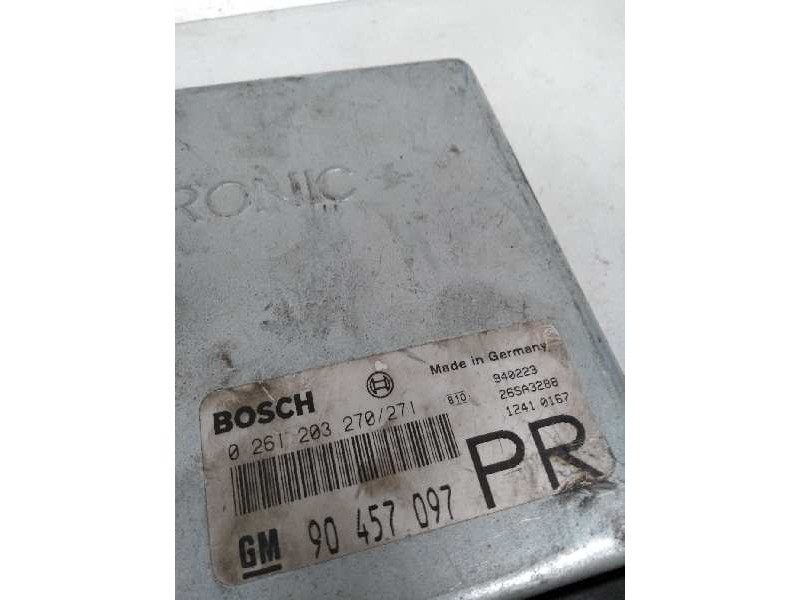 RONIC
Made in Germany
BOSCH
940223
810 26SA3288
0 261 203 270/271
1241 0167
PR
GM 90 457 097